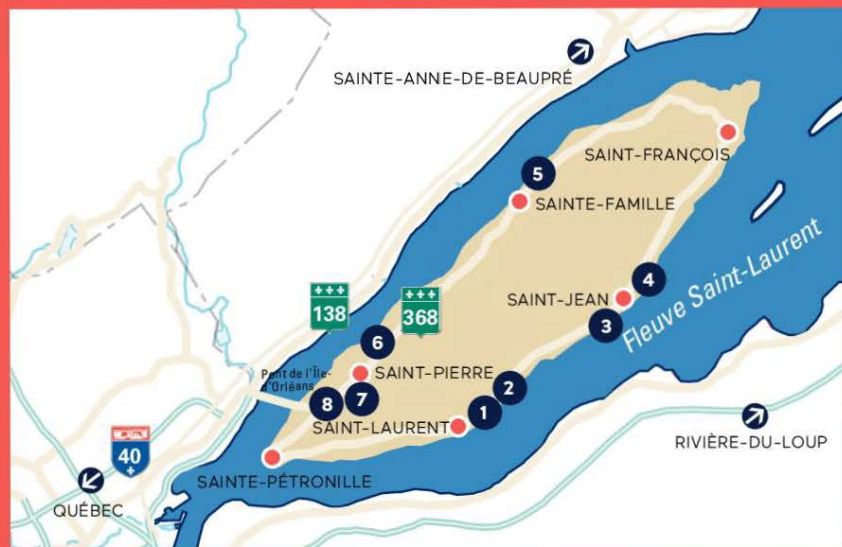 SAINTE-ANNE-DE-BEAUPRÉ
SAINT-FRANÇOIS
5
SAINTE-FAMILLE
4
SAINT-JEAN
138
368
3
Fleuve Saint-Laurent
6
Pont de l'Île-
d'Orléans
SAINT-PIERRE
8
7
2
1
SAINT-LAURENT
40
RIVIÈRE-DU-LOUP
SAINTE-PÉTRONILLE
QUÉBEC